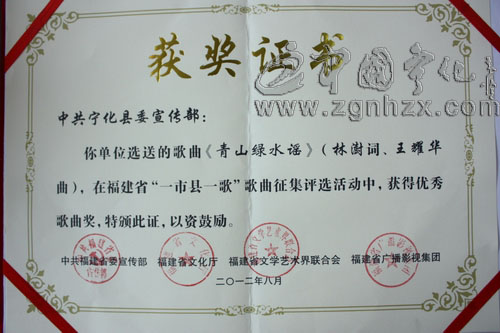 获奖证书
中国宁化
www.zgnhzx.com
中共宁化县委宣传部：
你单位选送的歌曲《青山绿水谣》（林澍词、王耀华
曲），在福建省“一市县一歌”歌曲征集评选活动中，获得优秀
歌曲奖，特颁此证，以资鼓励。
中共福建省委宣传部 福建省文化厅 福建省文学艺术界联合会 福建省广播影视集团
二〇一二年八月